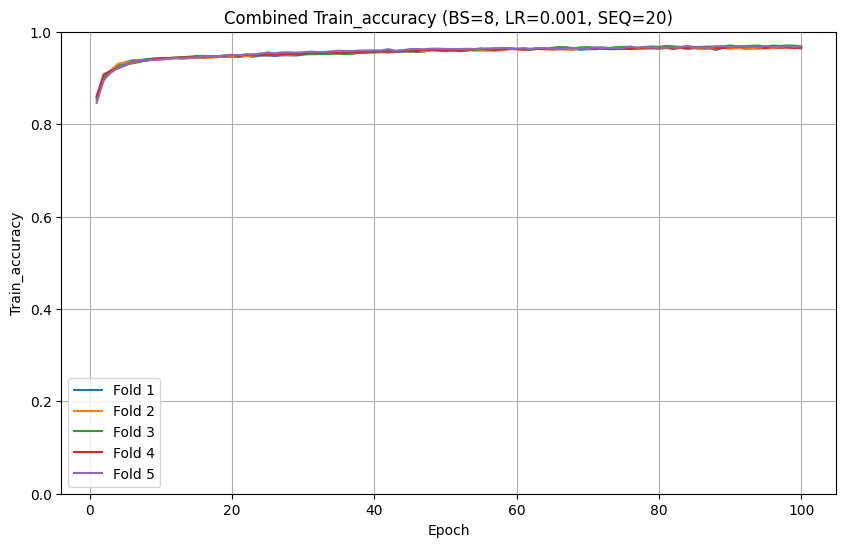 Combined Train_accuracy (BS=8, LR=0.001, SEQ=20)
Train_accuracy
1.0
0.8
0.6
0.4
0.2
0.0
Fold 1
Fold 2
Fold 3
Fold 4
Fold 5
0 20 40 60 80 100
Epoch